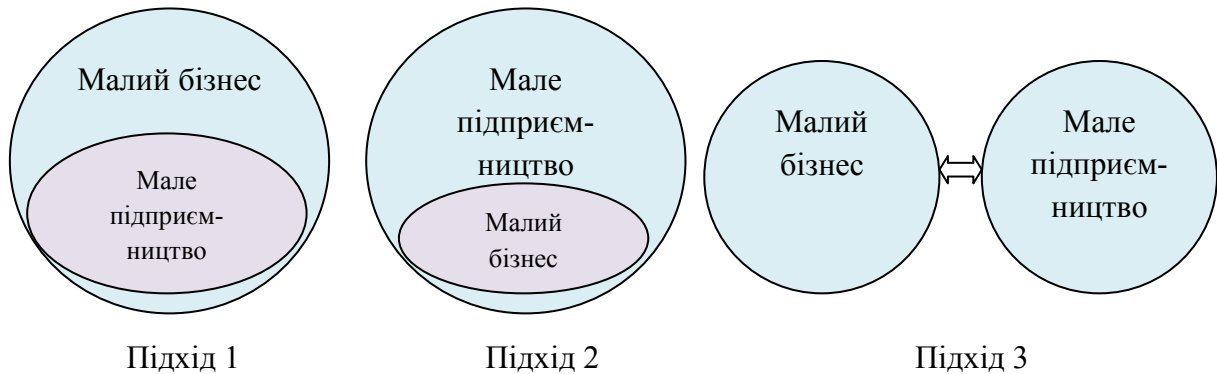 Малий бізнес
Мале
підприєм-
ництво
Підхід 1
Мале
підприєм-
ництво
Малий
бізнес
Підхід 2
Малий
бізнес
Мале
підприєм-
ництво
Підхід 3